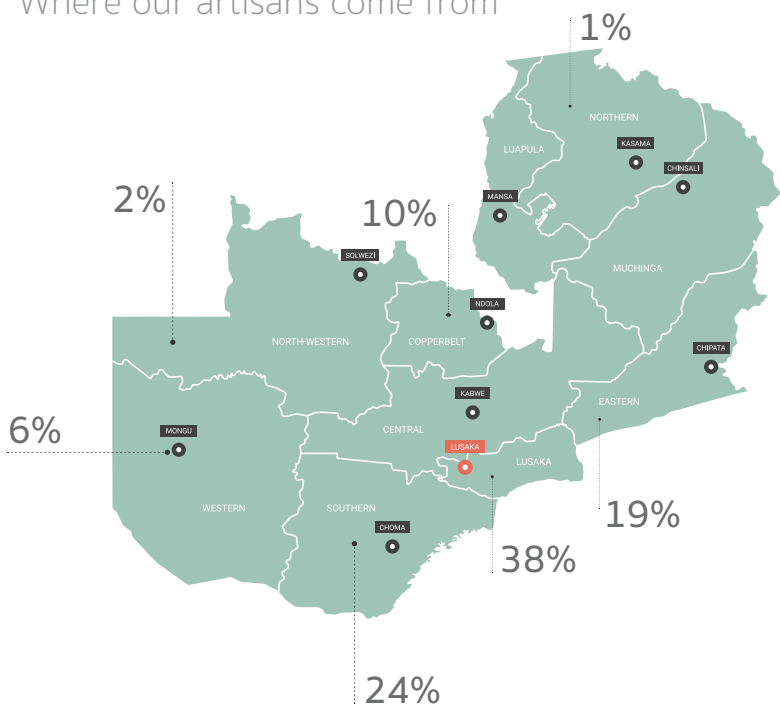 Where our artisans come from
1%
NORTHERN
KASAMA
LUAPULA
CHINSALI
2%
MANSA
10%
SOLWEZI
MUCHINGA
NDOLA
NORTH-WESTERN
COPPERBELT
CHIPATA
KABWE
EASTERN
6%
MONGU
CENTRAL
LUSAKA
LUSAKA
WESTERN
SOUTHERN
19%
CHOMA
38%
24%